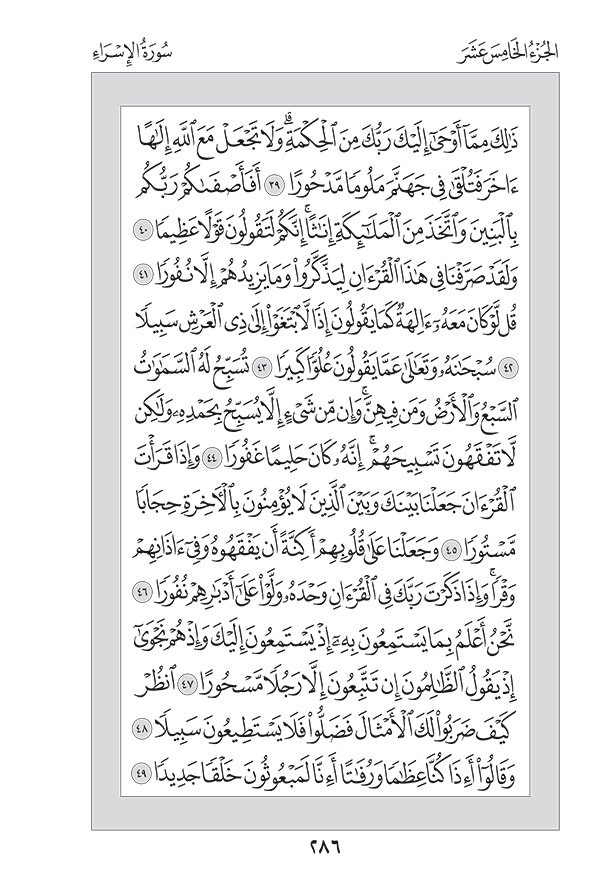 الجُزْءُ الخَامِسَ عَشَرَ
سُورَةُ الإِسْرَاءِ
ذَٰلِكَ مِمَّآ أَوْحَىٰٓ إِلَيْكَ رَبُّكَ مِنَ ٱلْحِكْمَةِۗ وَلَا تَجْعَلْ مَعَ ٱللَّهِ إِلَٰهًا
ءَاخَرَ فَتُلْقَىٰ فِي جَهَنَّمَ مَلُومًا مَّدْحُورًا ٣٩ أَفَأَصْفَىٰكُمْ رَبُّكُم
بِٱلْبَنِينَ وَٱتَّخَذَ مِنَ ٱلْمَلَٰٓئِكَةِ إِنَٰثًاۚ إِنَّكُمْ لَتَقُولُونَ قَوْلًا عَظِيمًا ٤٠
وَلَقَدْ صَرَّفْنَا فِي هَٰذَا ٱلْقُرْءَانِ لِيَذَّكَّرُوا۟ وَمَا يَزِيدُهُمْ إِلَّا نُفُورًا ٤١
قُل لَّوْ كَانَ مَعَهُۥٓ ءَالِهَةٌ كَمَا يَقُولُونَ إِذًا لَّٱبْتَغَوْا۟ إِلَىٰ ذِي ٱلْعَرْشِ سَبِيلًا
٤٢ سُبْحَٰنَهُۥ وَتَعَٰلَىٰ عَمَّا يَقُولُونَ عُلُوًّا كَبِيرًا ٤٣ تُسَبِّحُ لَهُ ٱلسَّمَٰوَٰتُ
ٱلسَّبْعُ وَٱلْأَرْضُ وَمَن فِيهِنَّۚ وَإِن مِّن شَيْءٍ إِلَّا يُسَبِّحُ بِحَمْدِهِۦ وَلَٰكِن
لَّا تَفْقَهُونَ تَسْبِيحَهُمْۚ إِنَّهُۥ كَانَ حَلِيمًا غَفُورًا ٤٤ وَإِذَا قَرَأْتَ
ٱلْقُرْءَانَ جَعَلْنَا بَيْنَكَ وَبَيْنَ ٱلَّذِينَ لَا يُؤْمِنُونَ بِٱلْءَاخِرَةِ حِجَابًا
مَّسْتُورًا ٤٥ وَجَعَلْنَا عَلَىٰ قُلُوبِهِمْ أَكِنَّةً أَن يَفْقَهُوهُ وَفِيٓ ءَاذَانِهِمْ
وَقْرًاۚ وَإِذَا ذَكَرْتَ رَبَّكَ فِي ٱلْقُرْءَانِ وَحْدَهُۥ وَلَّوْا۟ عَلَىٰٓ أَدْبَٰرِهِمْ نُفُورًا ٤٦
نَّحْنُ أَعْلَمُ بِمَا يَسْتَمِعُونَ بِهِۦٓ إِذْ يَسْتَمِعُونَ إِلَيْكَ وَإِذْ هُمْ نَجْوَىٰٓ
إِذْ يَقُولُ ٱلظَّٰلِمُونَ إِن تَتَّبِعُونَ إِلَّا رَجُلًا مَّسْحُورًا ٤٧ ٱنظُرْ
كَيْفَ ضَرَبُوا۟ لَكَ ٱلْأَمْثَالَ فَضَلُّوا۟ فَلَا يَسْتَطِيعُونَ سَبِيلًا ٤٨
وَقَالُوٓا۟ أَءِذَا كُنَّا عِظَٰمًا وَرُفَٰتًا أَءِنَّا لَمَبْعُوثُونَ خَلْقًا جَدِيدًا ٤٩
٢٨٦